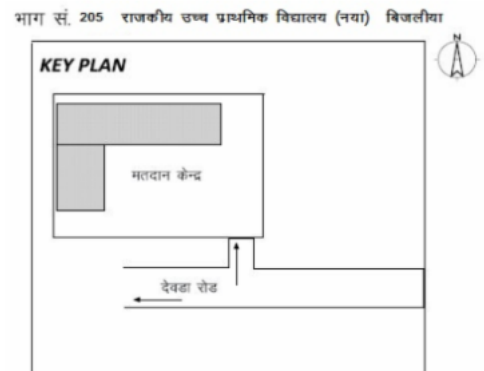 भाग सं. 205 राजकीय उच्च प्राथमिक विद्यालय (नया) बिजलीया
N
KEY PLAN
मतदान केन्द्र
देवडा रोड